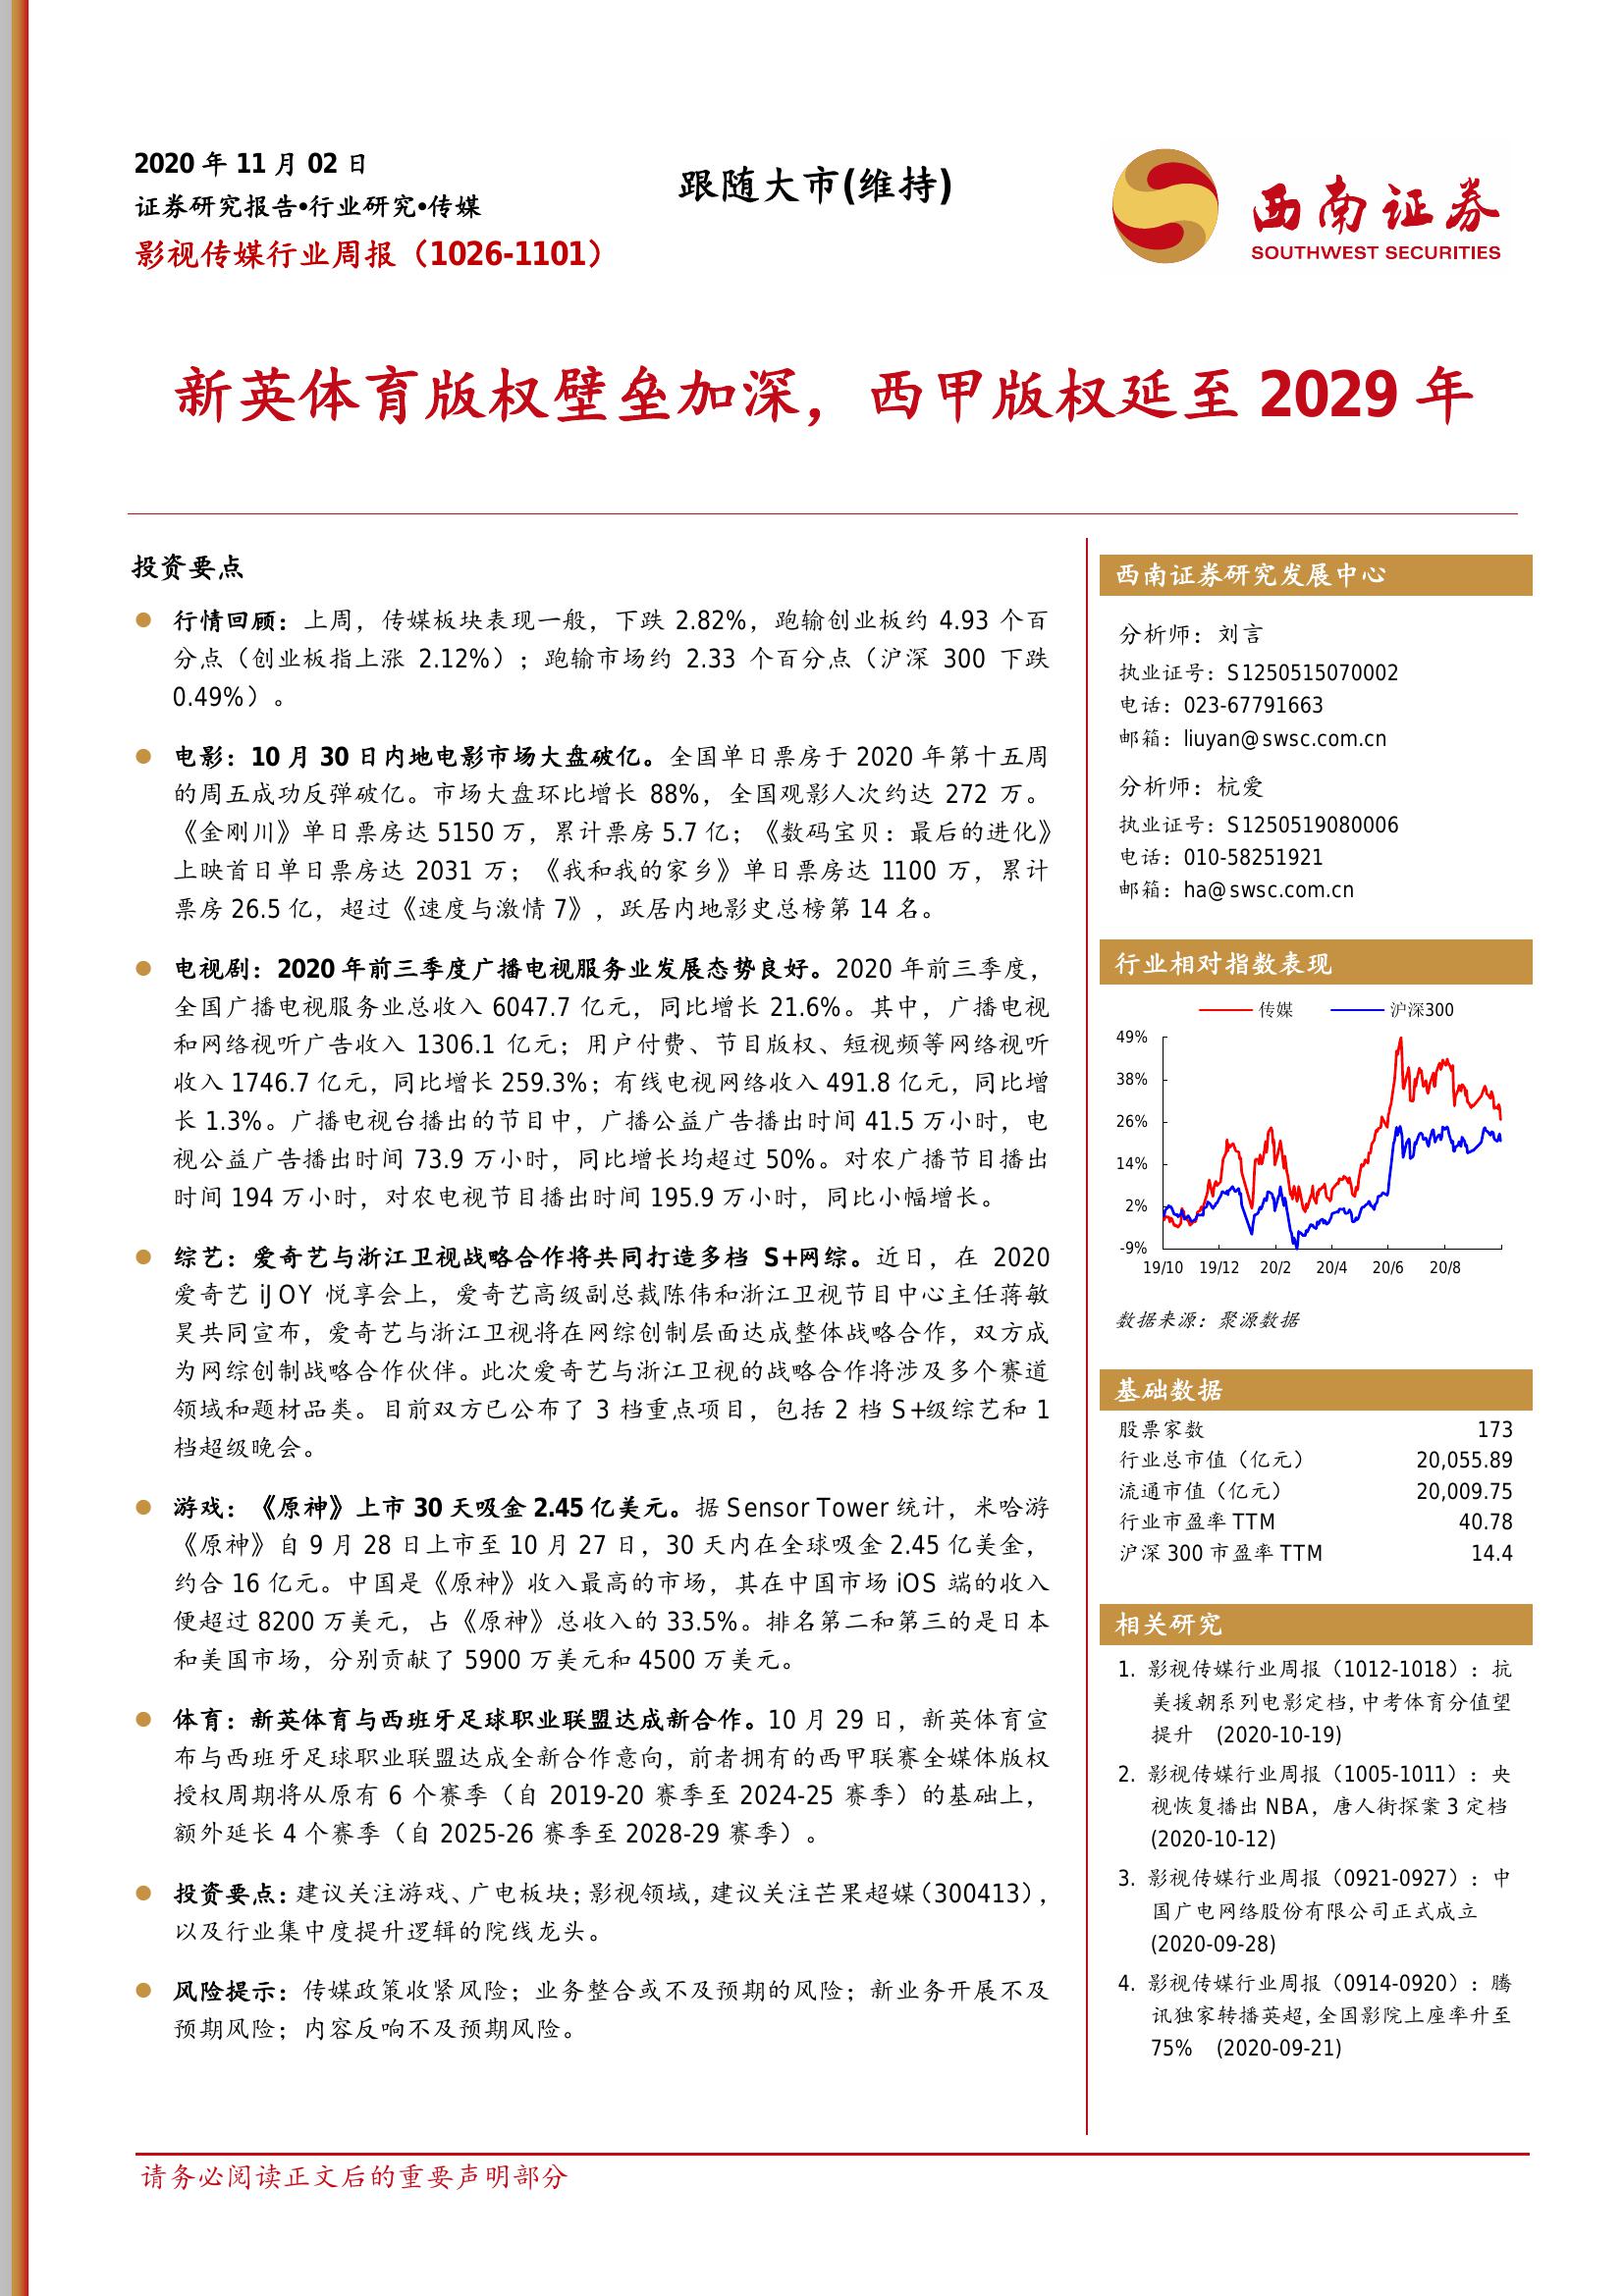 2020 年 11 月 02 日
证券研究报告•行业研究•传媒
影视传媒行业周报（1026-1101）
跟随大市(维持)
西南证券
SOUTHWEST SECURITIES
新英体育版权壁垒加深，西甲版权延至 2029 年
投资要点
行情回顾：上周，传媒板块表现一般，下跌 2.82%，跑输创业板约 4.93 个百
分点（创业板指上涨 2.12%）；跑输市场约 2.33 个百分点（沪深 300 下跌
0.49%）。
电影：10 月 30 日内地电影市场大盘破亿。全国单日票房于 2020 年第十五周
的周五成功反弹破亿。市场大盘环比增长 88%，全国观影人次约达 272 万。
《金刚川》单日票房达 5150 万，累计票房 5.7 亿；《数码宝贝：最后的进化》
上映首日单日票房达 2031 万；《我和我的家乡》单日票房达 1100 万，累计
票房 26.5 亿，超过《速度与激情 7》，跃居内地影史总榜第 14 名。
电视剧：2020 年前三季度广播电视服务业发展态势良好。2020 年前三季度，
全国广播电视服务业总收入 6047.7 亿元，同比增长 21.6%。其中，广播电视
和网络视听广告收入 1306.1 亿元；用户付费、节目版权、短视频等网络视听
收入 1746.7 亿元，同比增长 259.3%；有线电视网络收入 491.8 亿元，同比增
长 1.3%。广播电视台播出的节目中，广播公益广告播出时间 41.5 万小时，电
视公益广告播出时间 73.9 万小时，同比增长均超过 50%。对农广播节目播出
时间 194 万小时，对农电视节目播出时间 195.9 万小时，同比小幅增长。
综艺：爱奇艺与浙江卫视战略合作将共同打造多档 S+网综。近日，在 2020
爱奇艺 iJOY 悦享会上，爱奇艺高级副总裁陈伟和浙江卫视节目中心主任蒋敏
昊共同宣布，爱奇艺与浙江卫视将在网综创制层面达成整体战略合作，双方成
为网综创制战略合作伙伴。此次爱奇艺与浙江卫视的战略合作将涉及多个赛道
领域和题材品类。目前双方已公布了 3 档重点项目，包括 2 档 S+级综艺和 1
档超级晚会。
游戏：《原神》上市 30 天吸金 2.45 亿美元。据 Sensor Tower 统计，米哈游
《原神》自 9 月 28 日上市至 10 月 27 日，30 天内在全球吸金 2.45 亿美金，
约合 16 亿元。中国是《原神》收入最高的市场，其在中国市场 iOS 端的收入
便超过 8200 万美元，占《原神》总收入的 33.5%。排名第二和第三的是日本
和美国市场，分别贡献了 5900 万美元和 4500 万美元。
体育：新英体育与西班牙足球职业联盟达成新合作。10 月 29 日，新英体育宣
布与西班牙足球职业联盟达成全新合作意向，前者拥有的西甲联赛全媒体版权
授权周期将从原有 6 个赛季（自 2019-20 赛季至 2024-25 赛季）的基础上，
额外延长 4 个赛季（自 2025-26 赛季至 2028-29 赛季）。
投资要点：建议关注游戏、广电板块；影视领域，建议关注芒果超媒（300413），
以及行业集中度提升逻辑的院线龙头。
风险提示：传媒政策收紧风险；业务整合或不及预期的风险；新业务开展不及
预期风险；内容反响不及预期风险。
西南证券研究发展中心
分析师：刘言
执业证号：S1250515070002
电话：023-67791663
邮箱：liuyan@swsc.com.cn
分析师：杭爱
执业证号：S1250519080006
电话：010-58251921
邮箱：ha@swsc.com.cn
行业相对指数表现
传媒 沪深300
49%
38%
26%
14%
2%
-9%
19/10 19/12 20/2 20/4 20/6 20/8
数据来源：聚源数据
基础数据
股票家数 173
行业总市值（亿元） 20,055.89
流通市值（亿元） 20,009.75
行业市盈率 TTM 40.78
沪深 300 市盈率 TTM 14.4
相关研究
1. 影视传媒行业周报（1012-1018）：抗
美援朝系列电影定档，中考体育分值望
提升 (2020-10-19)
2. 影视传媒行业周报（1005-1011）：央
视恢复播出 NBA，唐人街探案 3 定档
(2020-10-12)
3. 影视传媒行业周报（0921-0927）：中
国广电网络股份有限公司正式成立
(2020-09-28)
4. 影视传媒行业周报（0914-0920）：腾
讯独家转播英超，全国影院上座率升至
75% (2020-09-21)
请务必阅读正文后的重要声明部分